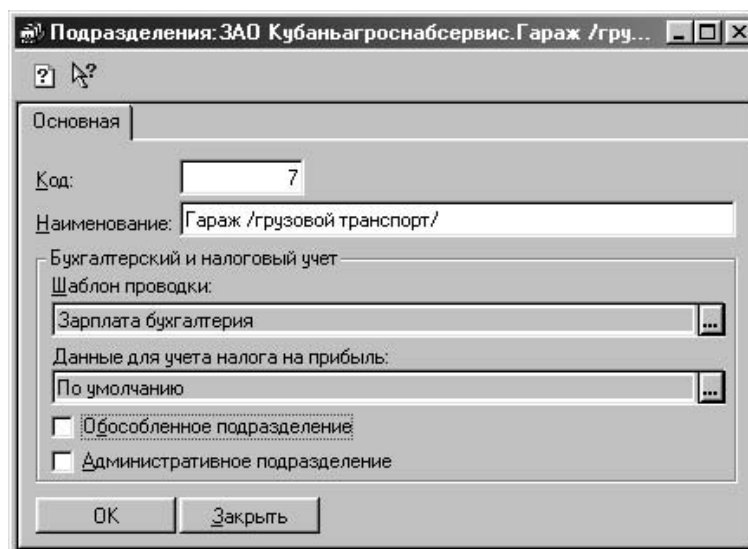 Подразделения:ЗАО Кубаньагроснабсервис.Гараж /гру...
Основная
Код: 7
Наименование: Гараж /грузовой транспорт/
Бухгалтерский и налоговый учет
Шаблон проводки:
Зарплата бухгалтерия ...
Данные для учета налога на прибыль:
По умолчанию ...
Обособленное подразделение
Административное подразделение
OK Закрыть